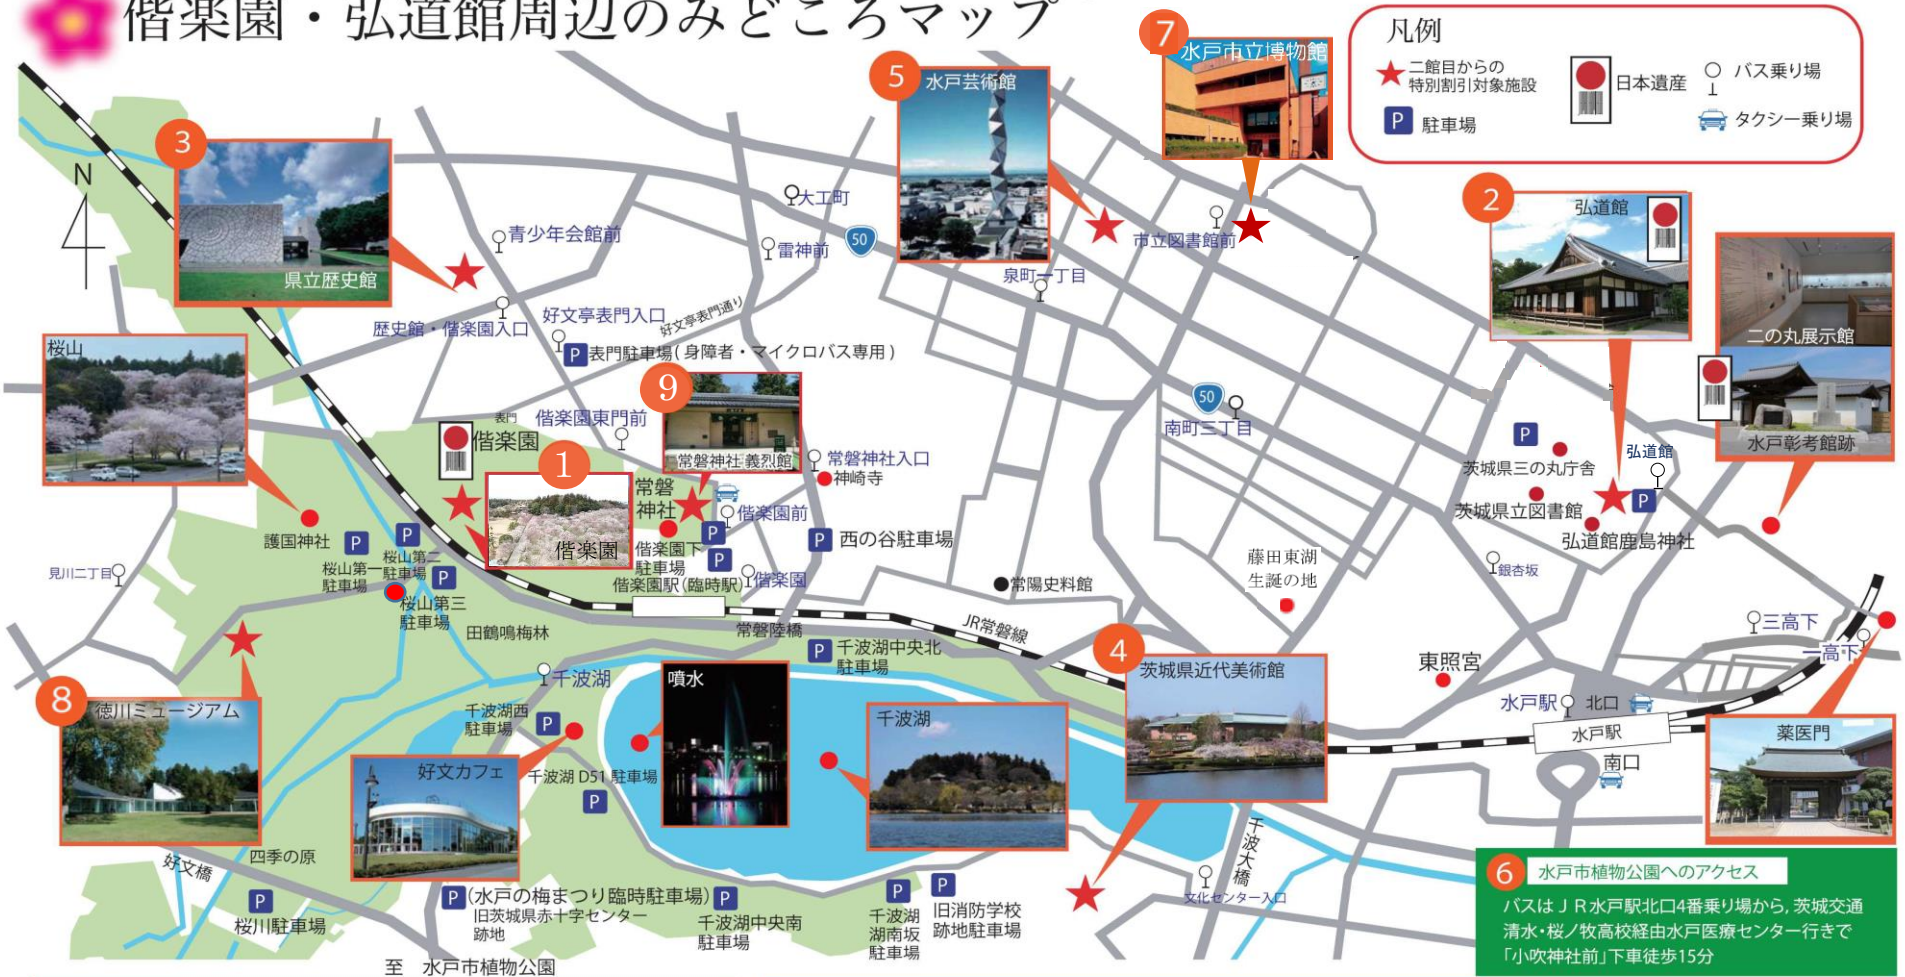 偕楽園・弘道館周辺のみどころマップ
凡例
二館目からの
特別割引対象施設
日本遺産
バス乗り場
P 駐車場
タクシー乗り場
N
3
県立歴史館
5
水戸芸術館
7
水戸市立博物館
2
弘道館
二の丸展示館
水戸彰考館跡
大工町
青少年会館前
雷神前
50
市立図書館前
泉町一丁目
歴史館・偕楽園入口
好文亭表門入口
好文亭表門通り
P 表門駐車場(身障者・マイクロバス専用)
桜山
9
常磐神社 義烈館
表門
偕楽園東門前
偕楽園
1
偕楽園
常磐
神社
常磐神社入口
神崎寺
偕楽園前
P
P
偕楽園下
駐車場
P 西の谷駐車場
偕楽園駅(臨時駅)
偕楽園
50
南町三丁目
P
茨城県三の丸庁舎
弘道館
P
茨城県立図書館
弘道館鹿島神社
銀杏坂
護国神社
P
P
桜山第一
駐車場
桜山第二
駐車場
P
桜山第三
駐車場
見川二丁目
田鶴鳴梅林
常磐陸橋
常陽史料館
藤田東湖
生誕の地
JR常磐線
三高下
一高下
東照宮
水戸駅
北口
水戸駅
南口
薬医門
8
徳川ミュージアム
千波湖
P 千波湖中央北
駐車場
4
茨城県近代美術館
千波湖西
駐車場
P
噴水
千波湖
好文カフェ
千波湖 D51 駐車場
P
四季の原
好文橋
P
桜川駐車場
P (水戸の梅まつり臨時駐車場)
旧茨城県赤十字センター
跡地
P
千波湖中央南
駐車場
P
千波湖
湖南坂
駐車場
P
旧消防学校
跡地駐車場
千波大橋
文化センター入口
至 水戸市植物公園
6 水戸市植物公園へのアクセス
バスはＪＲ水戸駅北口4番乗り場から,茨城交通
清水・桜ノ牧高校経由水戸医療センター行きで
「小吹神社前」下車徒歩15分